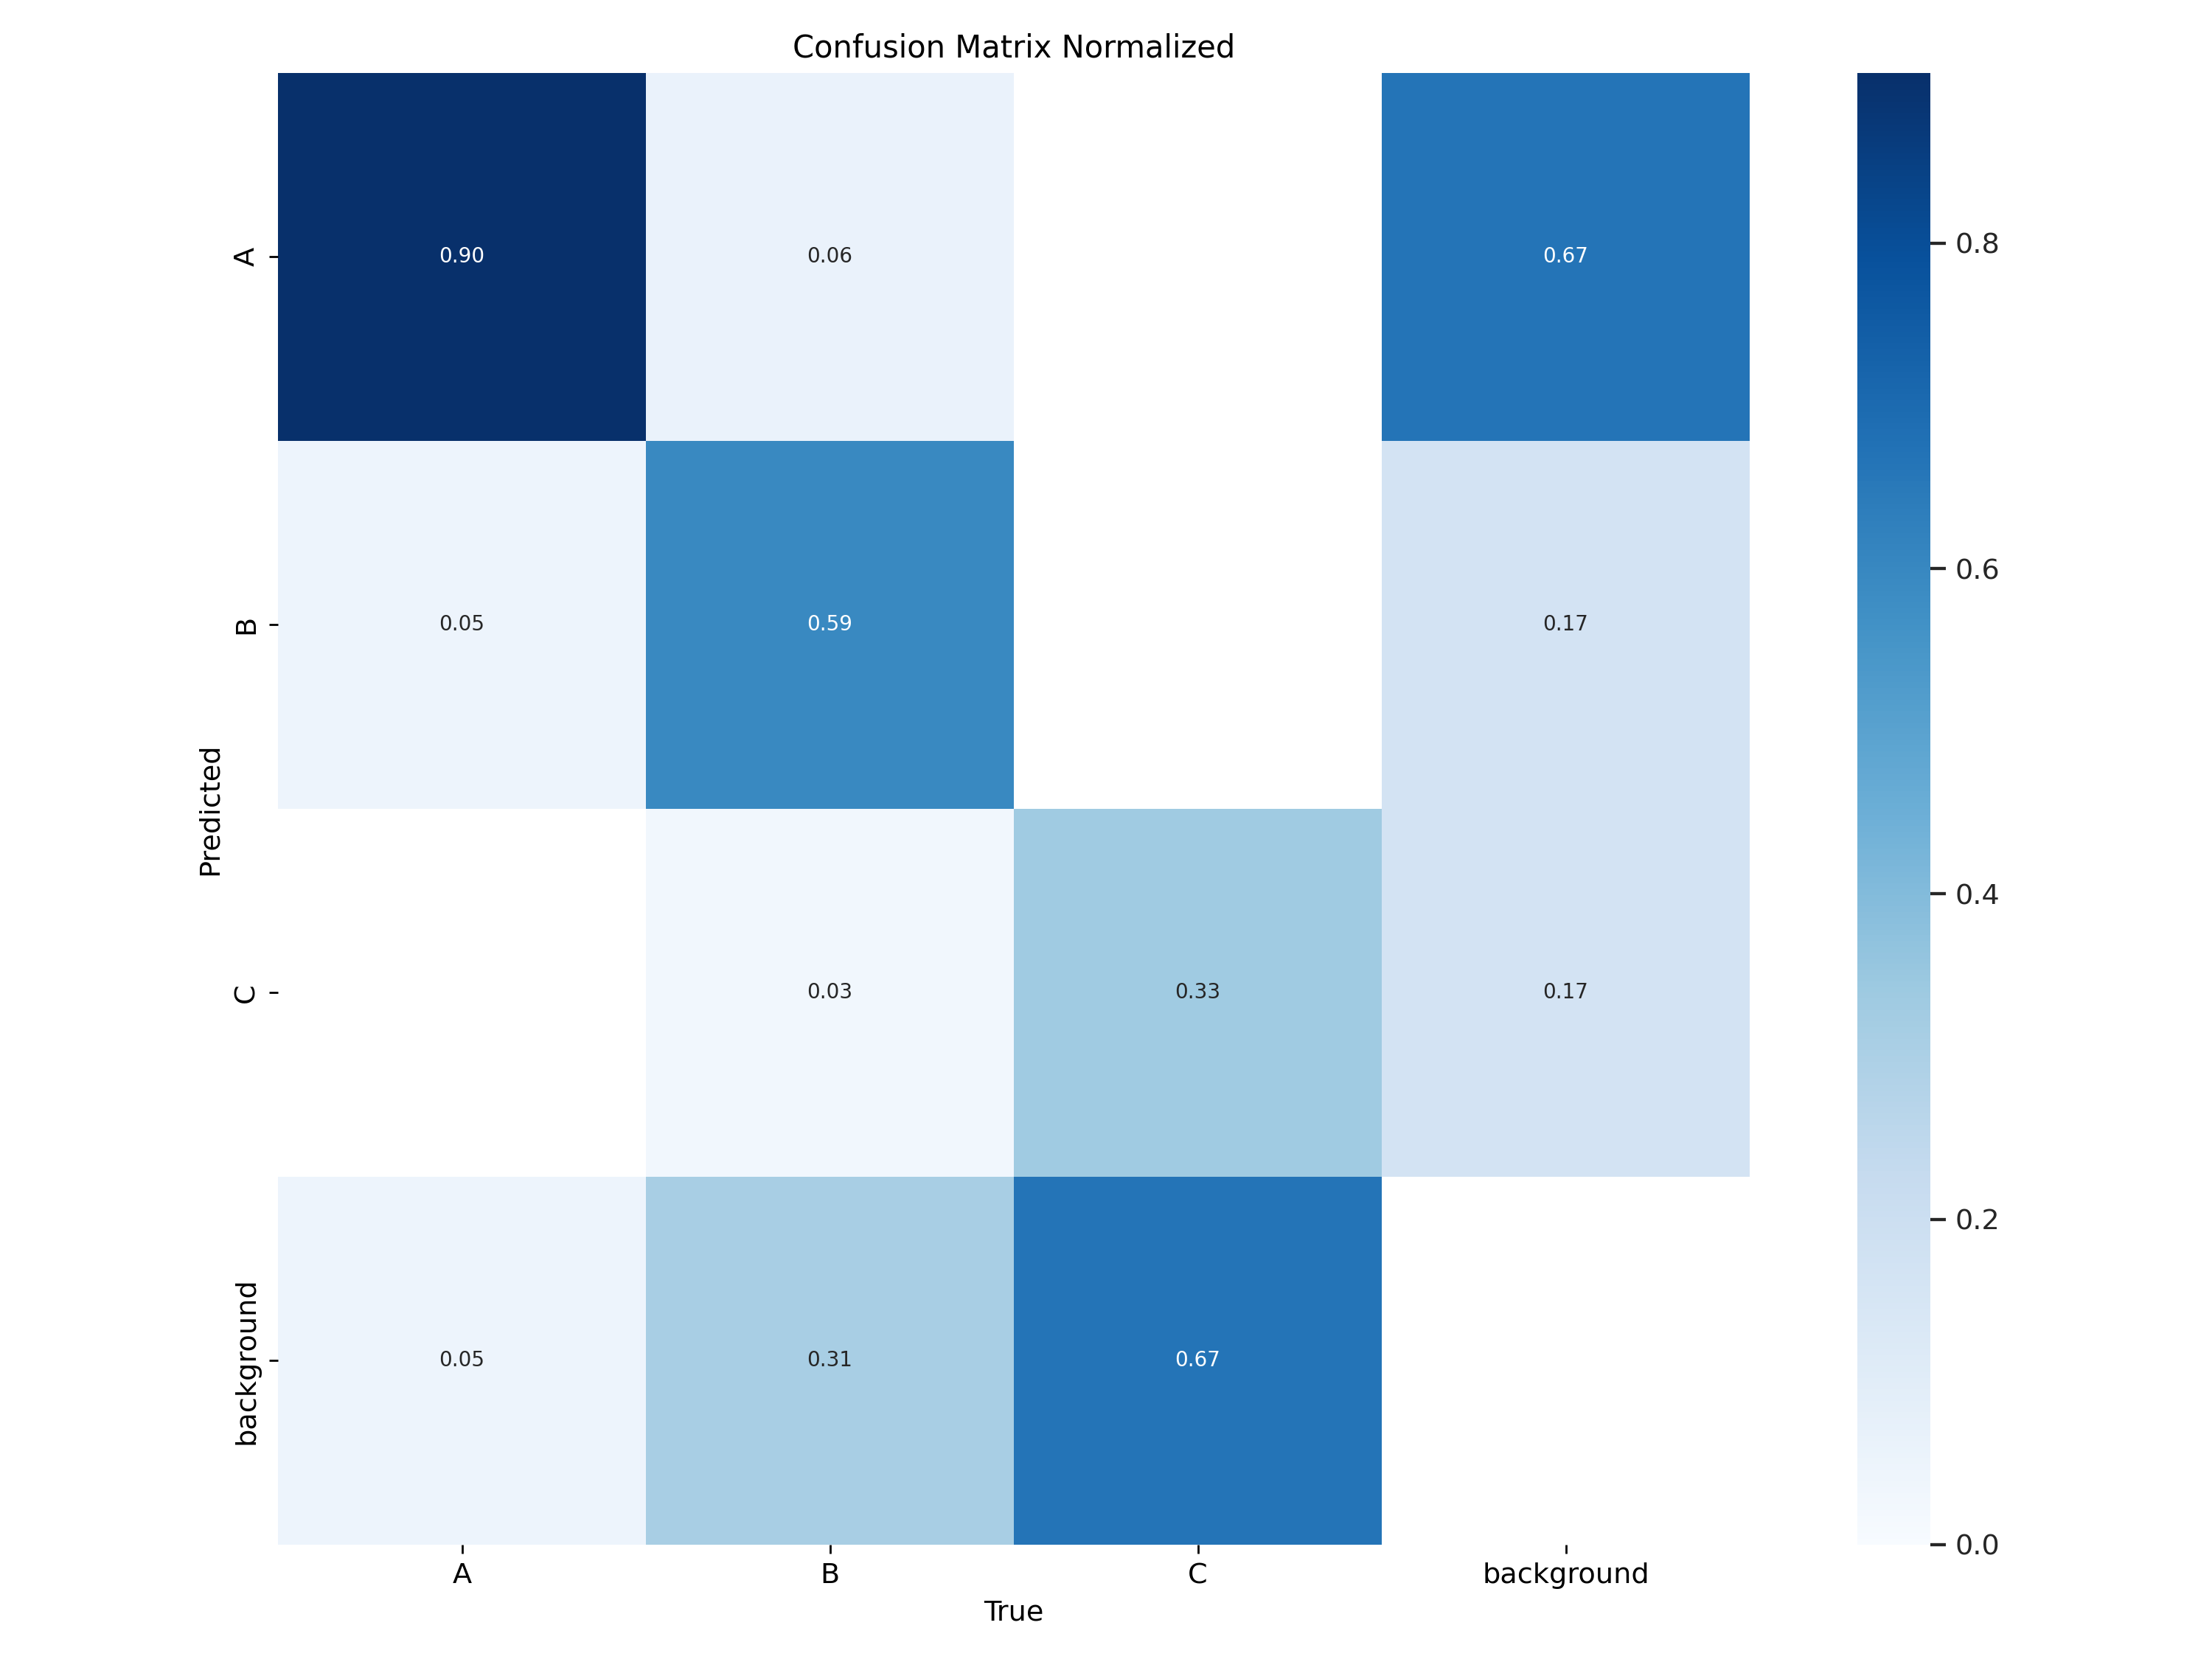 Confusion Matrix Normalized
A
0.90
0.06
0.67
0.8
B
0.05
0.59
0.17
0.6
Predicted
0.4
C
0.03
0.33
0.17
0.2
background
0.05
0.31
0.67
0.0
A B C background
True